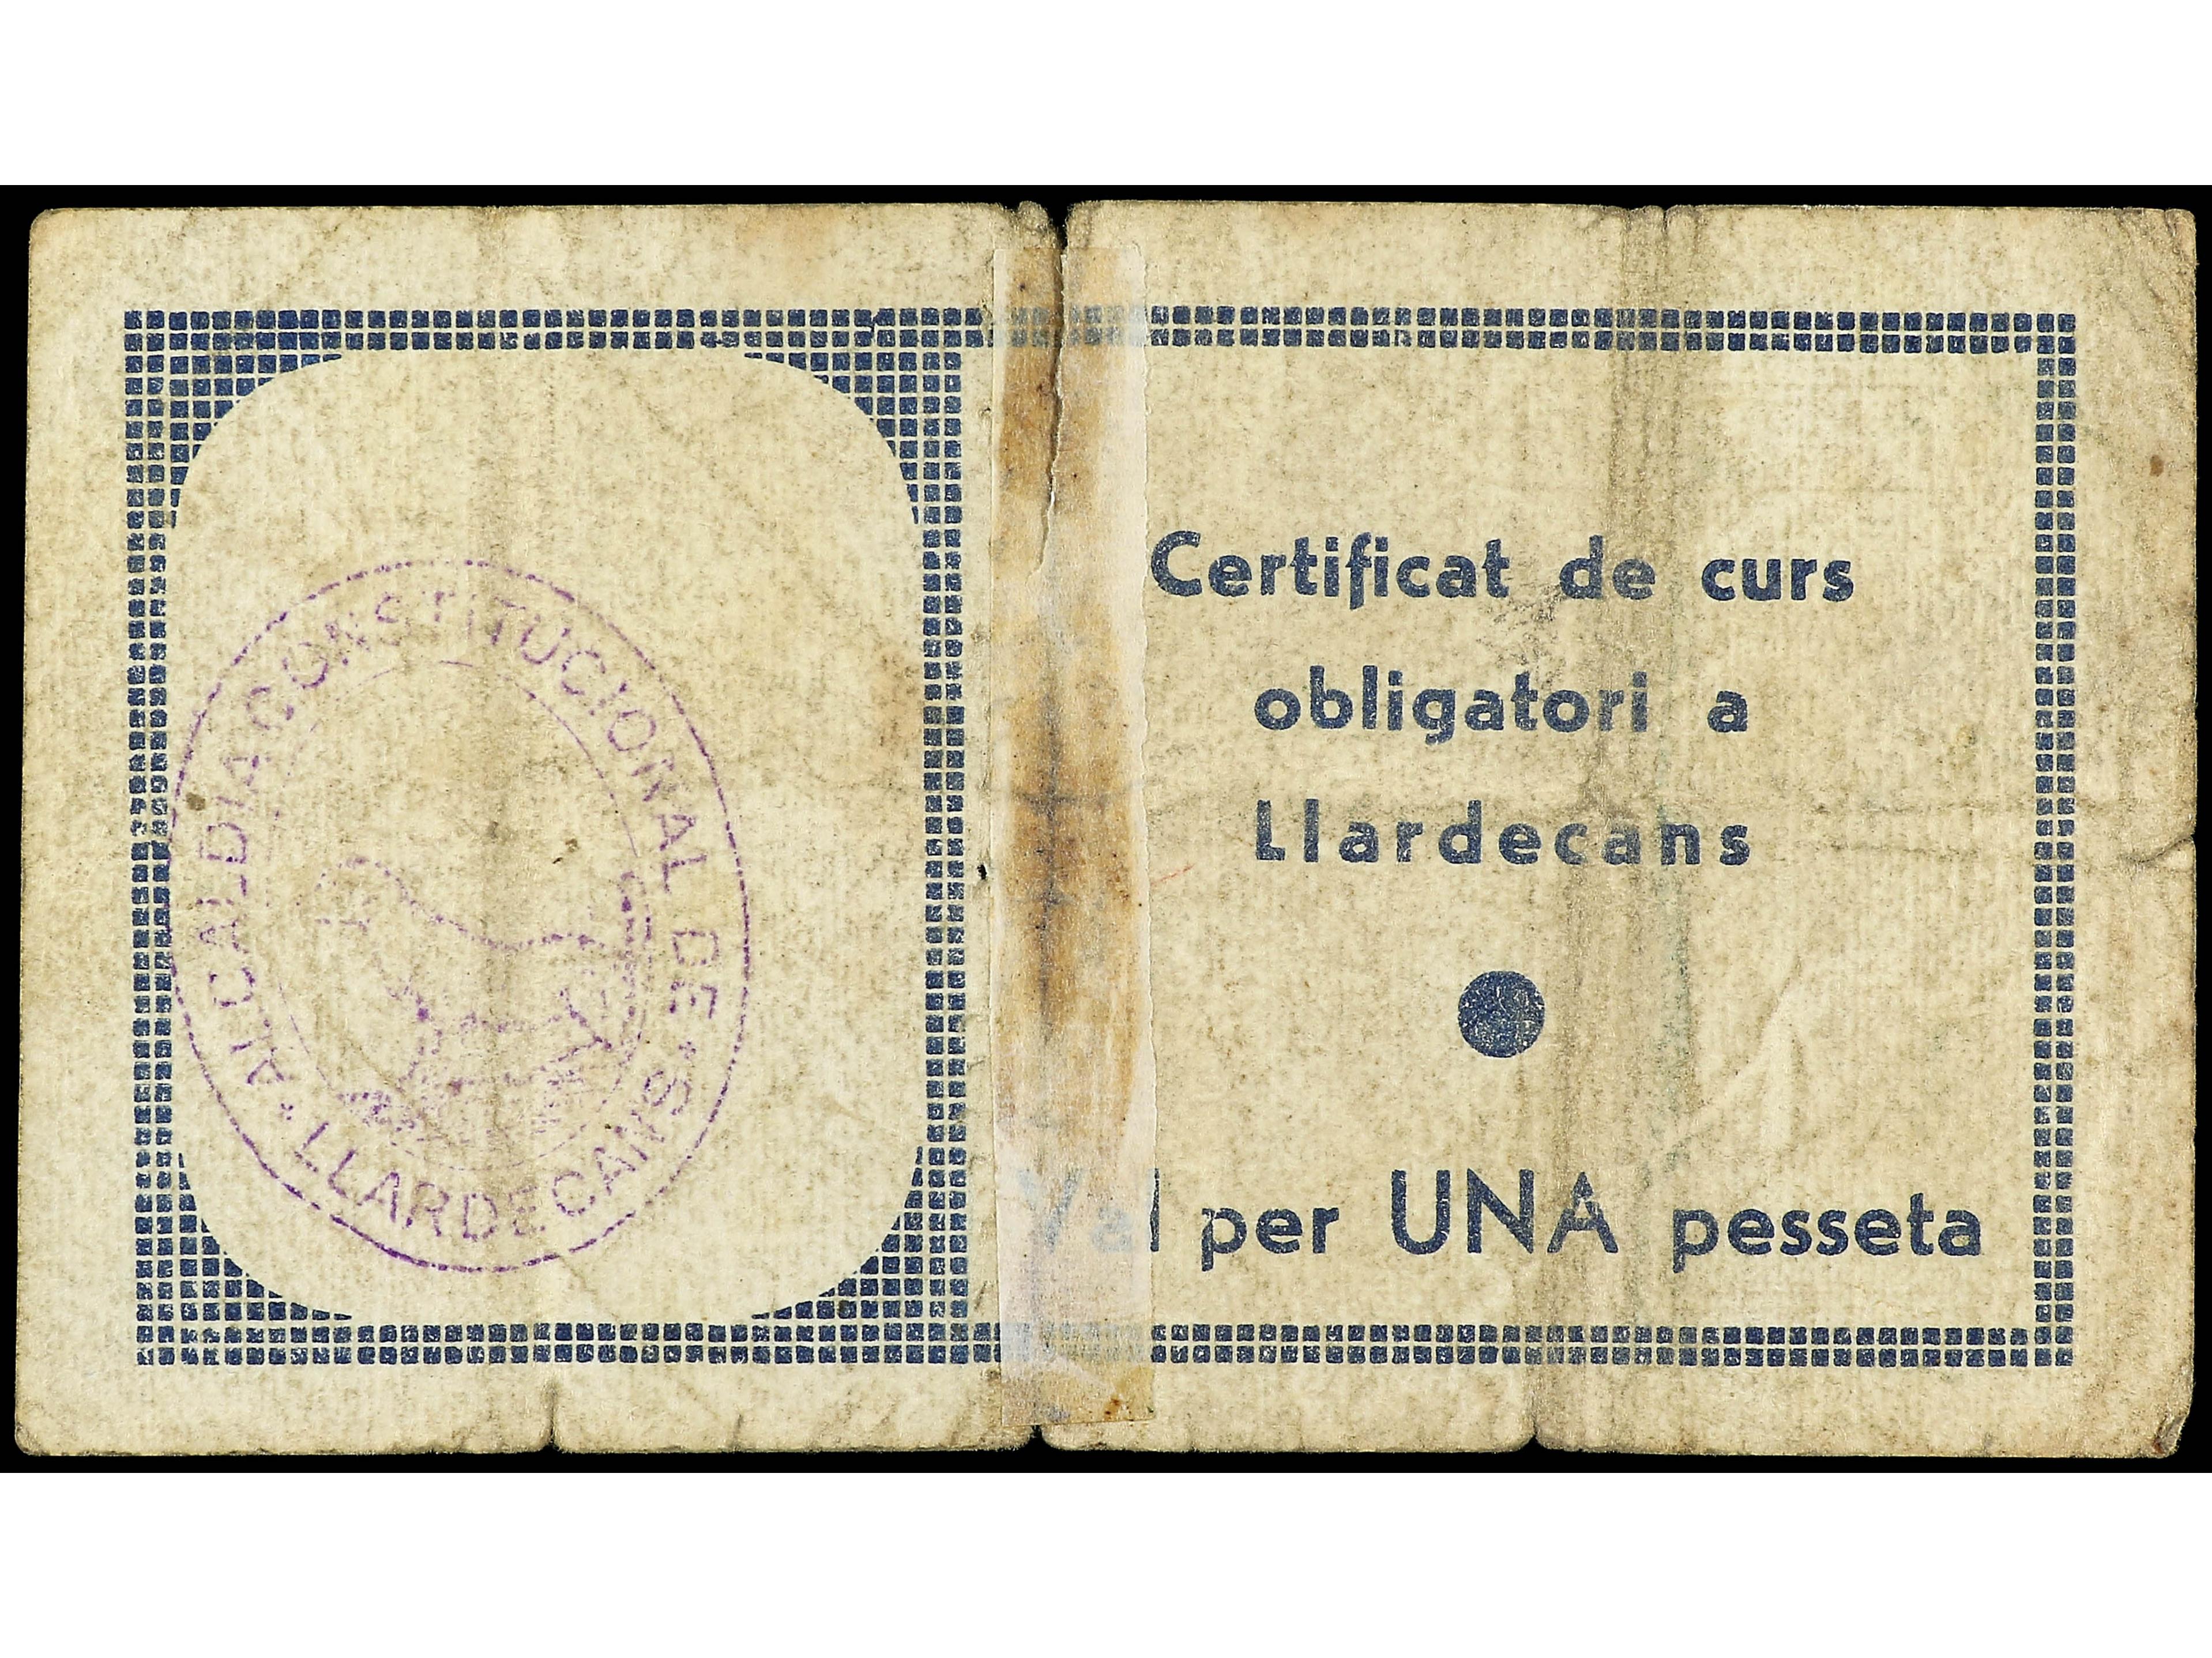 ALCALDIA CONSTITUCIONAL DE
* LLARDECANS *
Certificat de curs
obligatori a
Llardecans
Val per UNA pesseta